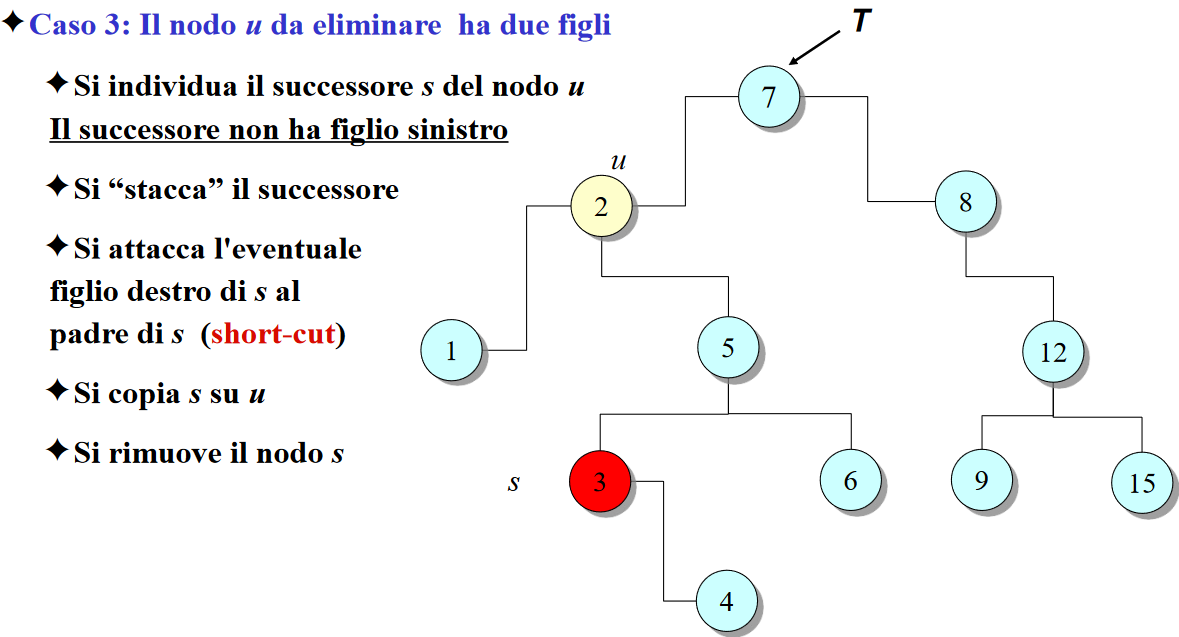 ✦Caso 3: Il nodo u da eliminare ha due figli
✦Si individua il successore s del nodo u
Il successore non ha figlio sinistro
✦Si “stacca” il successore
✦Si attacca l'eventuale
figlio destro di s al
padre di s (short-cut)
✦Si copia s su u
✦Si rimuove il nodo s
T
7
u
2
8
1
5
12
s
3
6
9
15
4